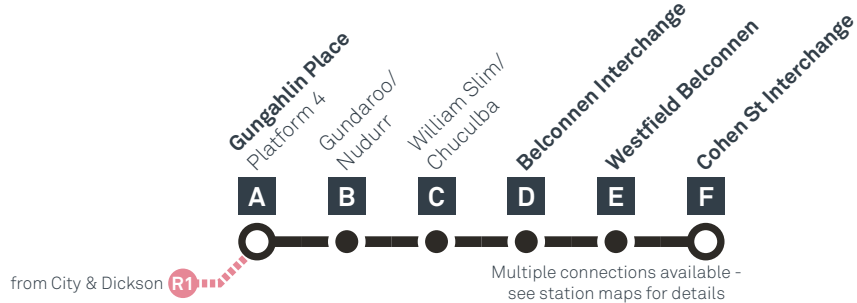 Gungahlin Place
Platform 4
Gundaroo/
Nudurr
William Slim/
Chuculba
Belconnen Interchange
Westfield Belconnen
Cohen St Interchange
A
B
C
D
E
F
from City & Dickson R1
Multiple connections available -
see station maps for details